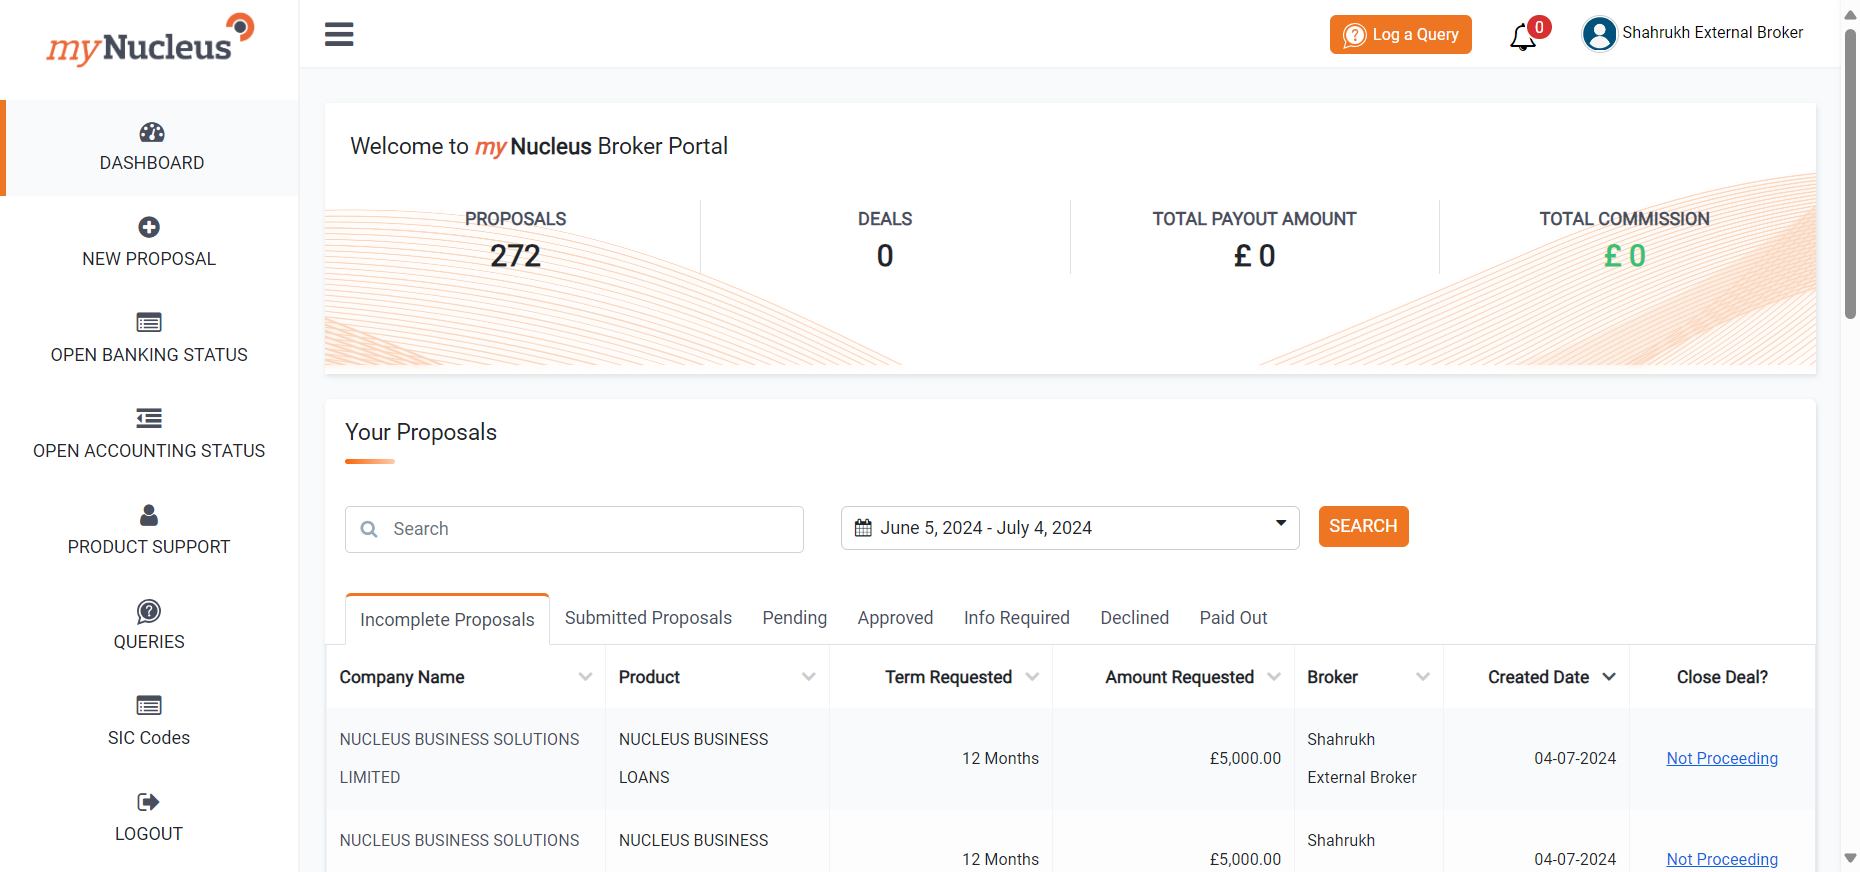 myNucleus
Log a Query
0
Shahrukh External Broker
DASHBOARD
NEW PROPOSAL
OPEN BANKING STATUS
OPEN ACCOUNTING STATUS
PRODUCT SUPPORT
QUERIES
SIC Codes
LOGOUT
Welcome to my Nucleus Broker Portal
PROPOSALS DEALS TOTAL PAYOUT AMOUNT TOTAL COMMISSION
272 0 £ 0 £ 0
Your Proposals
Search June 5, 2024 - July 4, 2024 SEARCH
Incomplete Proposals Submitted Proposals Pending Approved Info Required Declined Paid Out
Company Name Product Term Requested Amount Requested Broker Created Date Close Deal?
NUCLEUS BUSINESS SOLUTIONS NUCLEUS BUSINESS Shahrukh
12 Months £5,000.00 04-07-2024 Not Proceeding
LIMITED LOANS External Broker
NUCLEUS BUSINESS SOLUTIONS NUCLEUS BUSINESS Shahrukh
12 Months £5,000.00 04-07-2024 Not Proceeding